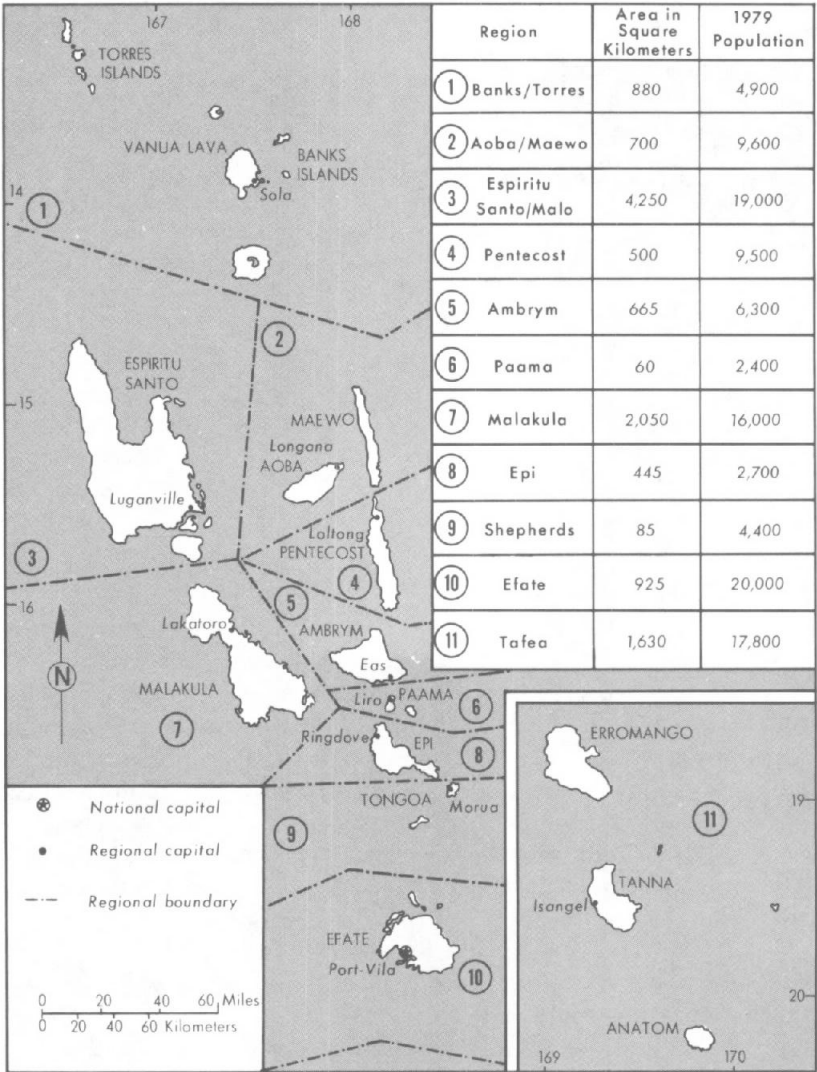 167
168
TORRES
ISLANDS
VANUA LAVA
BANKS
ISLANDS
Sola
14
1
2
ESPIRITU
SANTO
15
MAEWO
Longana
AOBA
Luganville
Loltong
PENTECOST
3
4
16
5
Lakatoro
AMBRYM
Eas
N
MALAKULA
Liro
PAAMA
6
7
Ringdove
EPI
8
TONGOA
Morua
9
EFATE
Port-Vila
10
National capital
Regional capital
Regional boundary
0 20 40 60 Miles
0 20 40 60 Kilometers
Region
Area in
Square
Kilometers
1979
Population
1 Banks/Torres 880 4,900
2 Aoba/Maewo 700 9,600
3 Espiritu
Santo/Malo 4,250 19,000
4 Pentecost 500 9,500
5 Ambrym 665 6,300
6 Paama 60 2,400
7 Malakula 2,050 16,000
8 Epi 445 2,700
9 Shepherds 85 4,400
10 Efate 925 20,000
11 Tafea 1,630 17,800
ERROMANGO
19
11
TANNA
Isangel
20
ANATOM
169
170